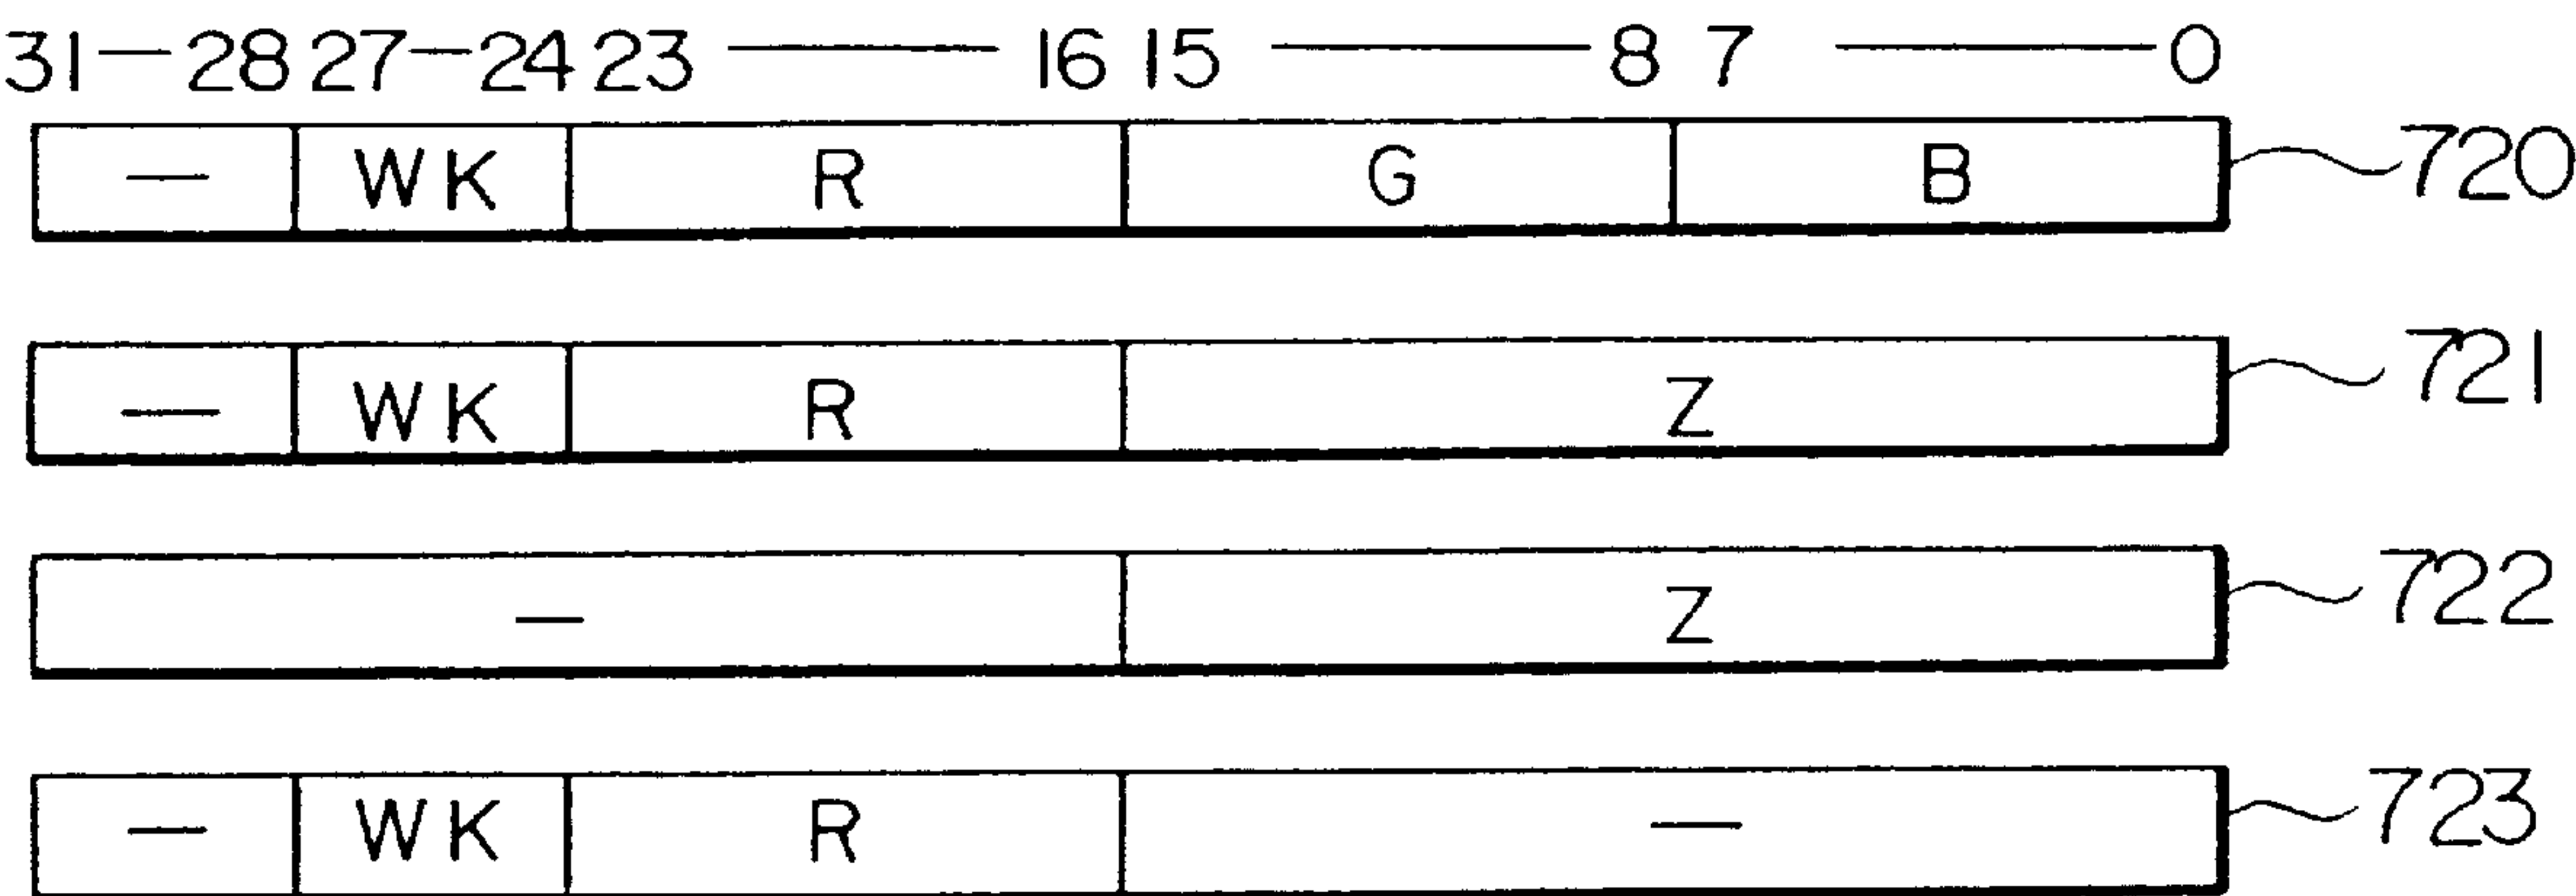 31—28 27—24 23 — 16 15 — 8 7 — 0
— WK R G B 720
— WK R Z 721
— Z 722
— WK R — 723